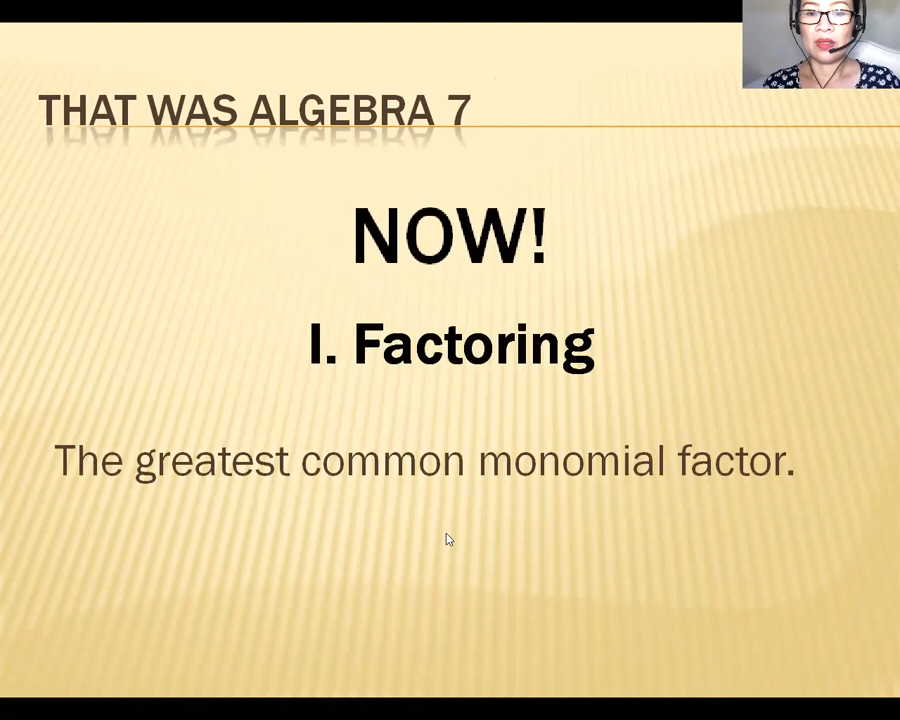 THAT WAS ALGEBRA 7
NOW!
I. Factoring
The greatest common monomial factor.